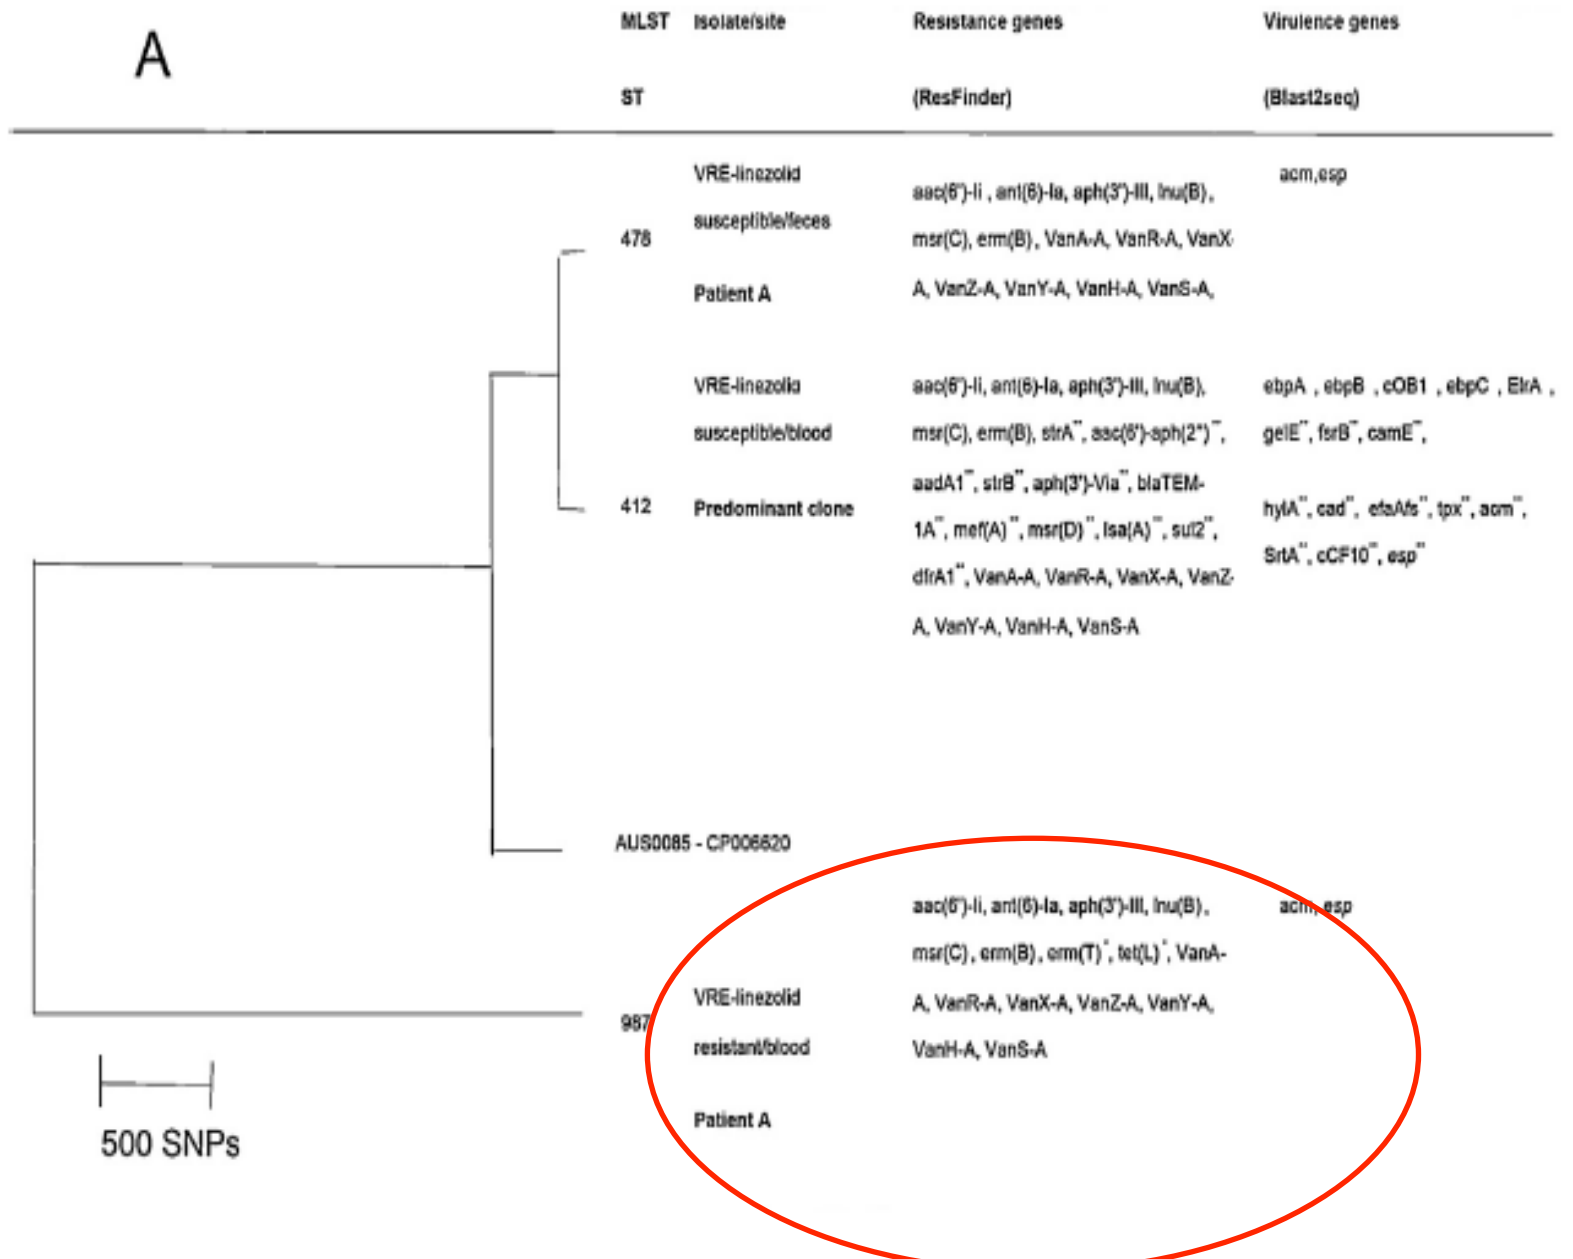 A
MLST Isolate/site Resistance genes Virulence genes
ST (ResFinder) (Blast2seq)
VRE-linezolid
susceptible/feces
Patient A
478
aac(6')-Ii , ant(6)-Ia, aph(3')-III, lnu(B),
msr(C), erm(B), VanA-A, VanR-A, VanX-
A, VanZ-A, VanY-A, VanH-A, VanS-A,
acm,esp
VRE-linezolid
susceptible/blood
412 Predominant clone
aac(6')-Ii, ant(6)-Ia, aph(3')-III, lnu(B),
msr(C), erm(B), strA**, aac(6')-aph(2")**,
aadA1**, strB**, aph(3')-Via**, blaTEM-
1A**, mef(A)**, msr(D)**, lsa(A)**, sul2**,
dfrA1**, VanA-A, VanR-A, VanX-A, VanZ-
A, VanY-A, VanH-A, VanS-A
ebpA , ebpB , cOB1 , ebpC , ElrA ,
gelE**, fsrB**, camE**,
hylA**, cad**, efaAfs**, tpx**, acm**,
SrtA**, cCF10**, esp**
AUS0085 - CP006620
987
VRE-linezolid
resistant/blood
Patient A
aac(6')-Ii, ant(6)-Ia, aph(3')-III, lnu(B),
msr(C), erm(B), erm(T)*, tet(L)*, VanA-
A, VanR-A, VanX-A, VanZ-A, VanY-A,
VanH-A, VanS-A
acm, esp
500 SNPs